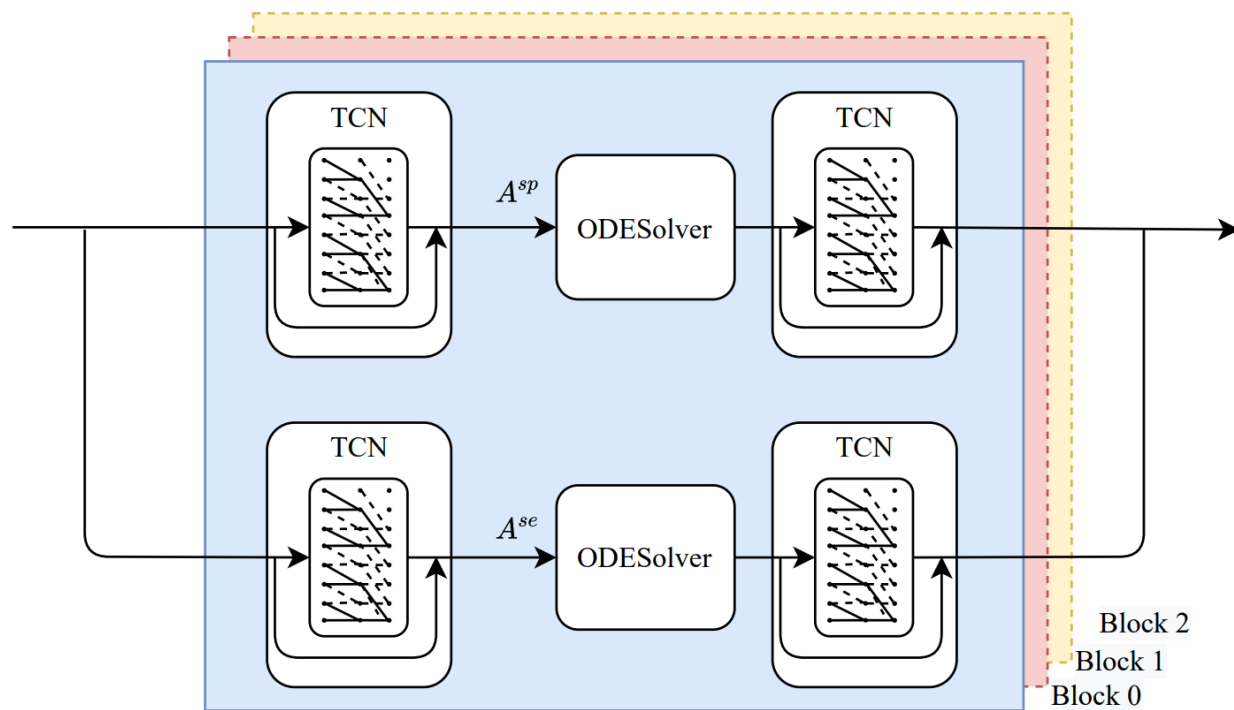 TCN
TCN
A^{sp}
ODESolver
TCN
TCN
A^{se}
ODESolver
Block 2
Block 1
Block 0